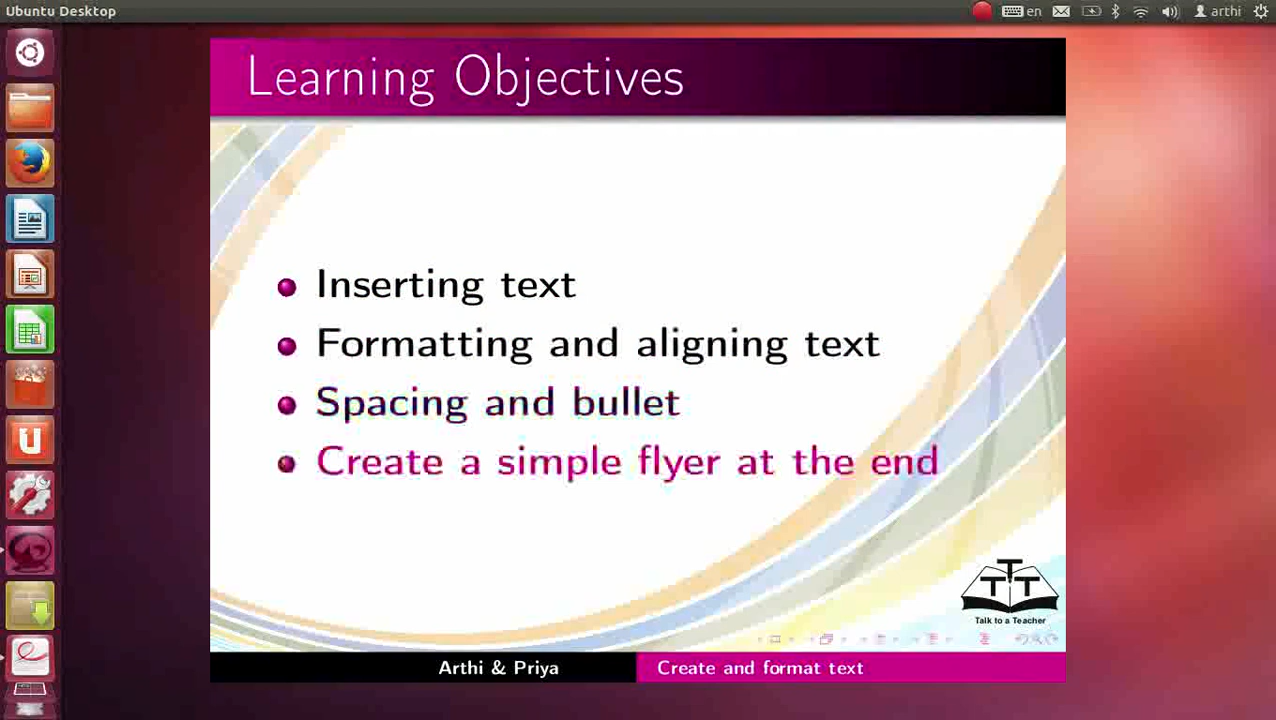 Ubuntu Desktop
en
arthi
Learning Objectives
Inserting text
Formatting and aligning text
Spacing and bullet
Create a simple flyer at the end
T
T T
Talk to a Teacher
Arthi & Priya
Create and format text